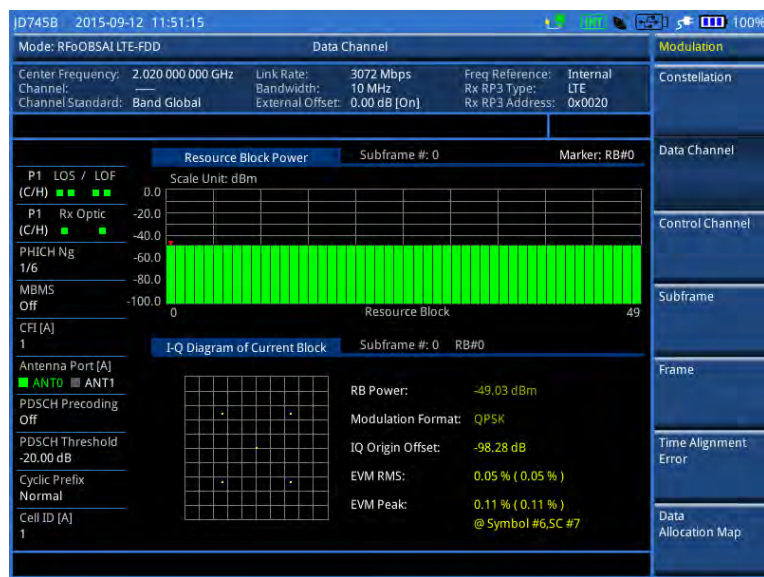 JD745B 2015-09-12 11:51:15 INT 100%
Mode: RFoOBSAI LTE-FDD Data Channel
Modulation
Center Frequency: 2.020 000 000 GHz Link Rate: 3072 Mbps Freq Reference: Internal
Channel: ---- Bandwidth: 10 MHz Rx RP3 Type: LTE
Channel Standard: Band Global External Offset: 0.00 dB [On] Rx RP3 Address: 0x0020
Constellation
Data Channel
Control Channel
Subframe
Frame
Time Alignment
Error
Data
Allocation Map
P1 LOS / LOF
(C/H)
P1 Rx Optic
(C/H)
PHICH Ng
1/6
MBMS
Off
CFI [A]
1
Antenna Port [A]
ANT0 ANT1
PDSCH Precoding
Off
PDSCH Threshold
-20.00 dB
Cyclic Prefix
Normal
Cell ID [A]
1
Resource Block Power Subframe #: 0 Marker: RB#0
Scale Unit: dBm
0.0
-20.0
-40.0
-60.0
-80.0
-100.0
0 Resource Block 49
I-Q Diagram of Current Block Subframe #: 0 RB#0
RB Power: -49.03 dBm
Modulation Format: QPSK
IQ Origin Offset: -98.28 dB
EVM RMS: 0.05 % ( 0.05 % )
EVM Peak: 0.11 % ( 0.11 % )
@ Symbol #6,SC #7